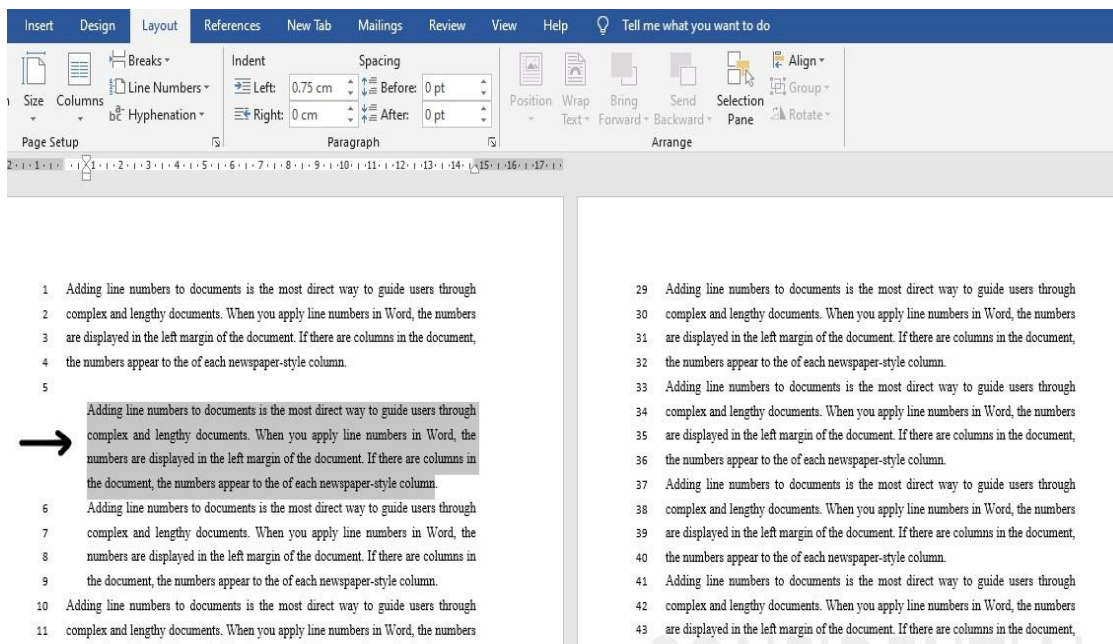 Insert Design Layout References New Tab Mailings Review View Help Tell me what you want to do
Breaks Indent Spacing Align
Line Numbers Left: 0.75 cm Before: 0 pt Group
Size Columns Hyphenation Right: 0 cm After: 0 pt Position Wrap Text Bring Forward Send Backward Selection Pane Rotate
Page Setup Paragraph Arrange
2 1 1 2 3 4 5 6 7 8 9 10 11 12 13 14 15 16 17
1 Adding line numbers to documents is the most direct way to guide users through
2 complex and lengthy documents. When you apply line numbers in Word, the numbers
3 are displayed in the left margin of the document. If there are columns in the document,
4 the numbers appear to the of each newspaper-style column.
5
Adding line numbers to documents is the most direct way to guide users through
complex and lengthy documents. When you apply line numbers in Word, the
numbers are displayed in the left margin of the document. If there are columns in
the document, the numbers appear to the of each newspaper-style column.
6 Adding line numbers to documents is the most direct way to guide users through
7 complex and lengthy documents. When you apply line numbers in Word, the
8 numbers are displayed in the left margin of the document. If there are columns in
9 the document, the numbers appear to the of each newspaper-style column.
10 Adding line numbers to documents is the most direct way to guide users through
11 complex and lengthy documents. When you apply line numbers in Word, the numbers
29 Adding line numbers to documents is the most direct way to guide users through
30 complex and lengthy documents. When you apply line numbers in Word, the numbers
31 are displayed in the left margin of the document. If there are columns in the document,
32 the numbers appear to the of each newspaper-style column.
33 Adding line numbers to documents is the most direct way to guide users through
34 complex and lengthy documents. When you apply line numbers in Word, the numbers
35 are displayed in the left margin of the document. If there are columns in the document,
36 the numbers appear to the of each newspaper-style column.
37 Adding line numbers to documents is the most direct way to guide users through
38 complex and lengthy documents. When you apply line numbers in Word, the numbers
39 are displayed in the left margin of the document. If there are columns in the document,
40 the numbers appear to the of each newspaper-style column.
41 Adding line numbers to documents is the most direct way to guide users through
42 complex and lengthy documents. When you apply line numbers in Word, the numbers
43 are displayed in the left margin of the document. If there are columns in the document,